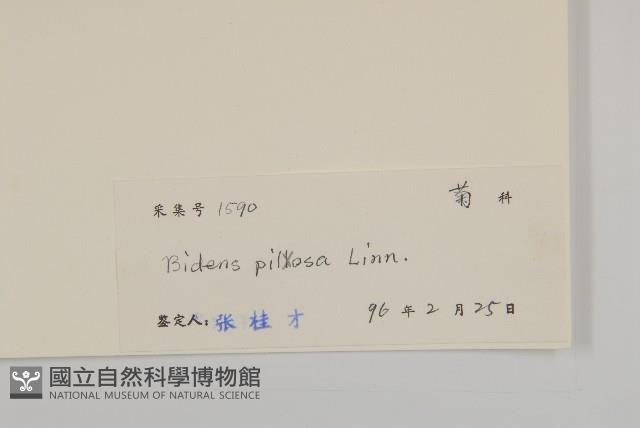 采集号 1590 菊 科
Bidens pilosa Linn.
鉴定人: 张桂才 96 年 2 月 25 日
國立自然科學博物館
NATIONAL MUSEUM OF NATURAL SCIENCE